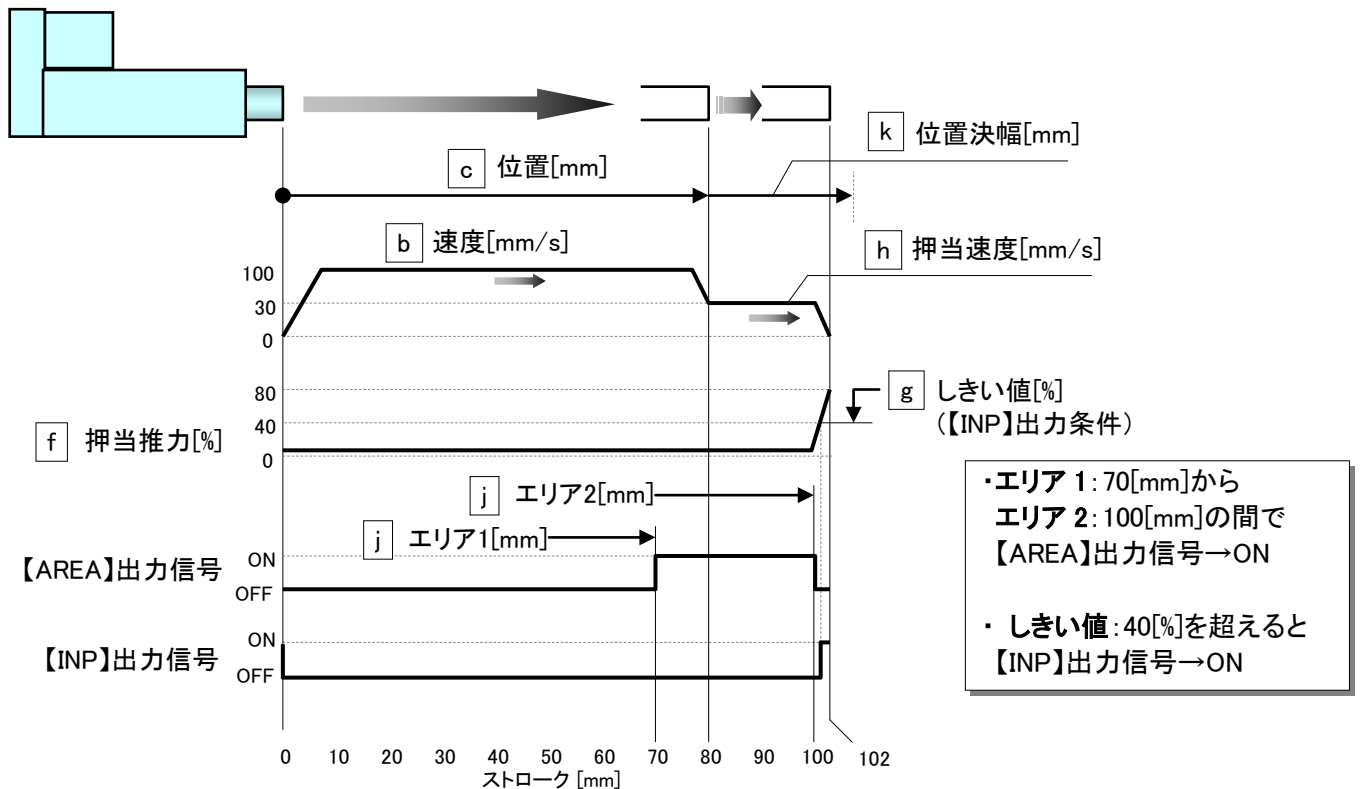 k 位置決幅[mm]
c 位置[mm]
b 速度[mm/s]
h 押当速度[mm/s]
100
30
0
80
40
0
f 押当推力[%]
g しきい値[%]
(【INP】出力条件)
j エリア2[mm]
j エリア1[mm]
【AREA】出力信号
ON
OFF
【INP】出力信号
ON
OFF
・エリア 1:70[mm]から
エリア 2:100[mm]の間で
【AREA】出力信号→ON
・ しきい値:40[%]を超えると
【INP】出力信号→ON
0 10 20 30 40 50 60 70 80 90 100 102
ストローク [mm]